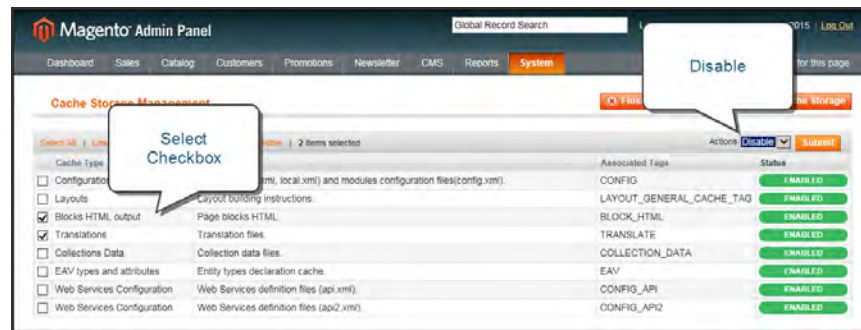 Magento Admin Panel
Global Record Search
2015 | Log Out
Dashboard Sales Catalog Customers Promotions Newsletter CMS Reports System
for this page
Disable
Cache Storage Management
Storage
Select
Checkbox
Select All | 2 items selected
Actions Disable Submit
Cache Type Associated Tags Status
Configuration xml, local.xml) and modules configuration files(config.xml). CONFIG ENABLED
Layouts Layout building instructions. LAYOUT_GENERAL_CACHE_TAG ENABLED
Blocks HTML output Page blocks HTML. BLOCK_HTML ENABLED
Translations Translation files. TRANSLATE ENABLED
Collections Data Collection data files. COLLECTION_DATA ENABLED
EAV types and attributes Entity types declaration cache. EAV ENABLED
Web Services Configuration Web Services definition files (api.xml). CONFIG_API ENABLED
Web Services Configuration Web Services definition files (api2.xml). CONFIG_API2 ENABLED